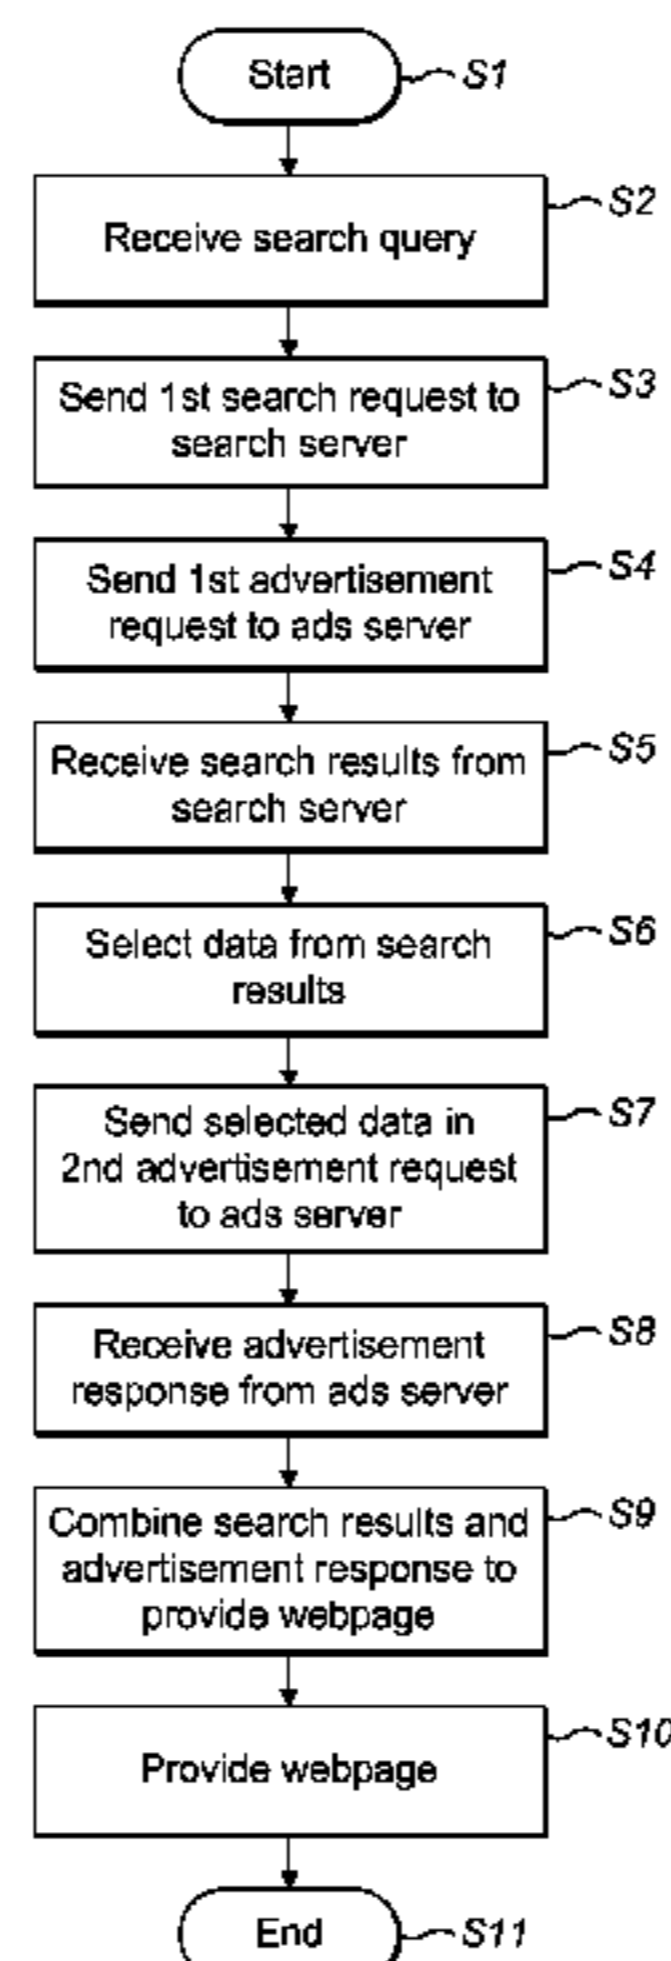 Start
S1
Receive search query
S2
Send 1st search request to
search server
S3
Send 1st advertisement
request to ads server
S4
Receive search results from
search server
S5
Select data from search
results
S6
Send selected data in
2nd advertisement request
to ads server
S7
Receive advertisement
response from ads server
S8
Combine search results and
advertisement response to
provide webpage
S9
Provide webpage
S10
End
S11